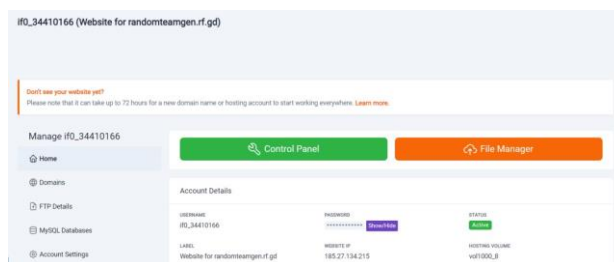 if0_34410166 (Website for randomteamgen.rf.gd)
Don't see your website yet?
Please note that it can take up to 72 hours for a new domain name or hosting account to start working everywhere. Learn more.
Manage if0_34410166
Control Panel
File Manager
Home
Domains
Account Details
FTP Details
USERNAME PASSWORD STATUS
if0_34410166 ************ Show/Hide Active
MySQL Databases
LABEL WEBSITE IP HOSTING VOLUME
Website for randomteamgen.rf.gd 185.27.134.215 vol1000_8
Account Settings